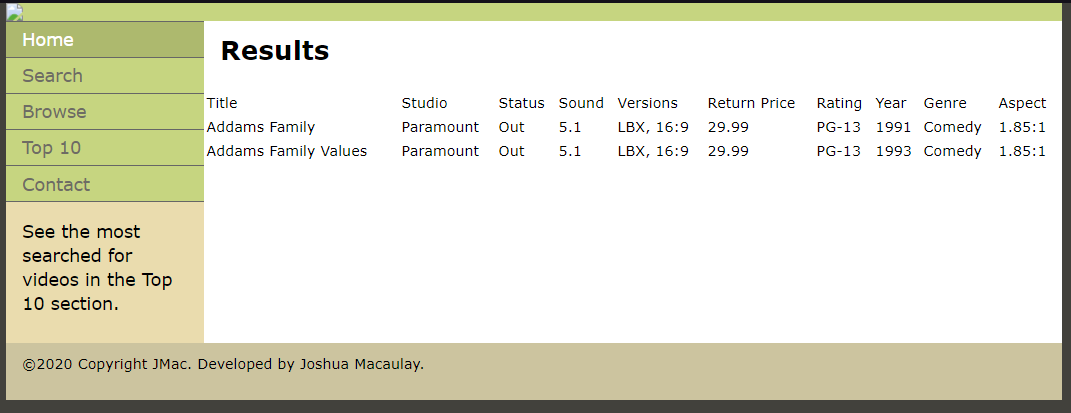 Home
Search
Browse
Top 10
Contact
See the most
searched for
videos in the Top
10 section.
Results
Title Studio Status Sound Versions Return Price Rating Year Genre Aspect
Addams Family Paramount Out 5.1 LBX, 16:9 29.99 PG-13 1991 Comedy 1.85:1
Addams Family Values Paramount Out 5.1 LBX, 16:9 29.99 PG-13 1993 Comedy 1.85:1
©2020 Copyright JMac. Developed by Joshua Macaulay.